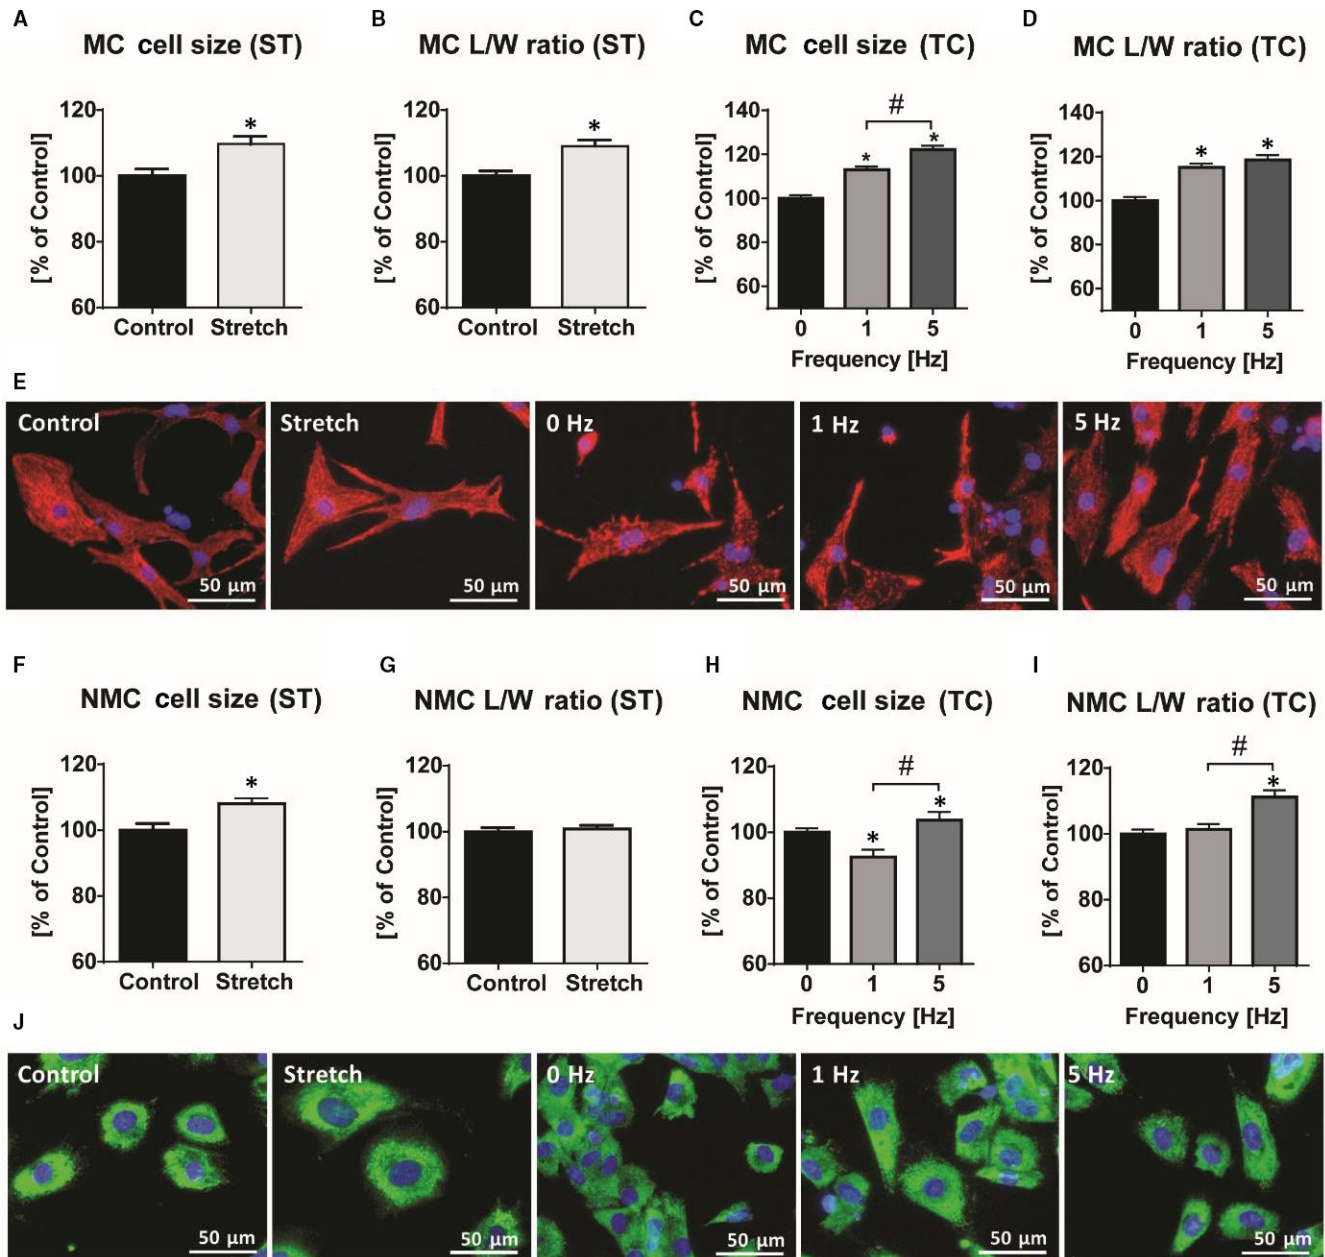 A
MC cell size (ST)
[% of Control]
120
100
80
60
*
Control Stretch
B
MC L/W ratio (ST)
[% of Control]
120
100
80
60
*
Control Stretch
C
MC cell size (TC)
[% of Control]
140
120
100
80
60
#
*
*
0 1 5
Frequency [Hz]
D
MC L/W ratio (TC)
[% of Control]
140
120
100
80
60
*
*
0 1 5
Frequency [Hz]
E
Control
50 μm
Stretch
50 μm
0 Hz
50 μm
1 Hz
50 μm
5 Hz
50 μm
F
NMC cell size (ST)
[% of Control]
120
100
80
60
*
Control Stretch
G
NMC L/W ratio (ST)
[% of Control]
120
100
80
60
Control Stretch
H
NMC cell size (TC)
[% of Control]
120
100
80
60
#
*
*
0 1 5
Frequency [Hz]
I
NMC L/W ratio (TC)
[% of Control]
120
100
80
60
#
*
0 1 5
Frequency [Hz]
J
Control
50 μm
Stretch
50 μm
0 Hz
50 μm
1 Hz
50 μm
5 Hz
50 μm